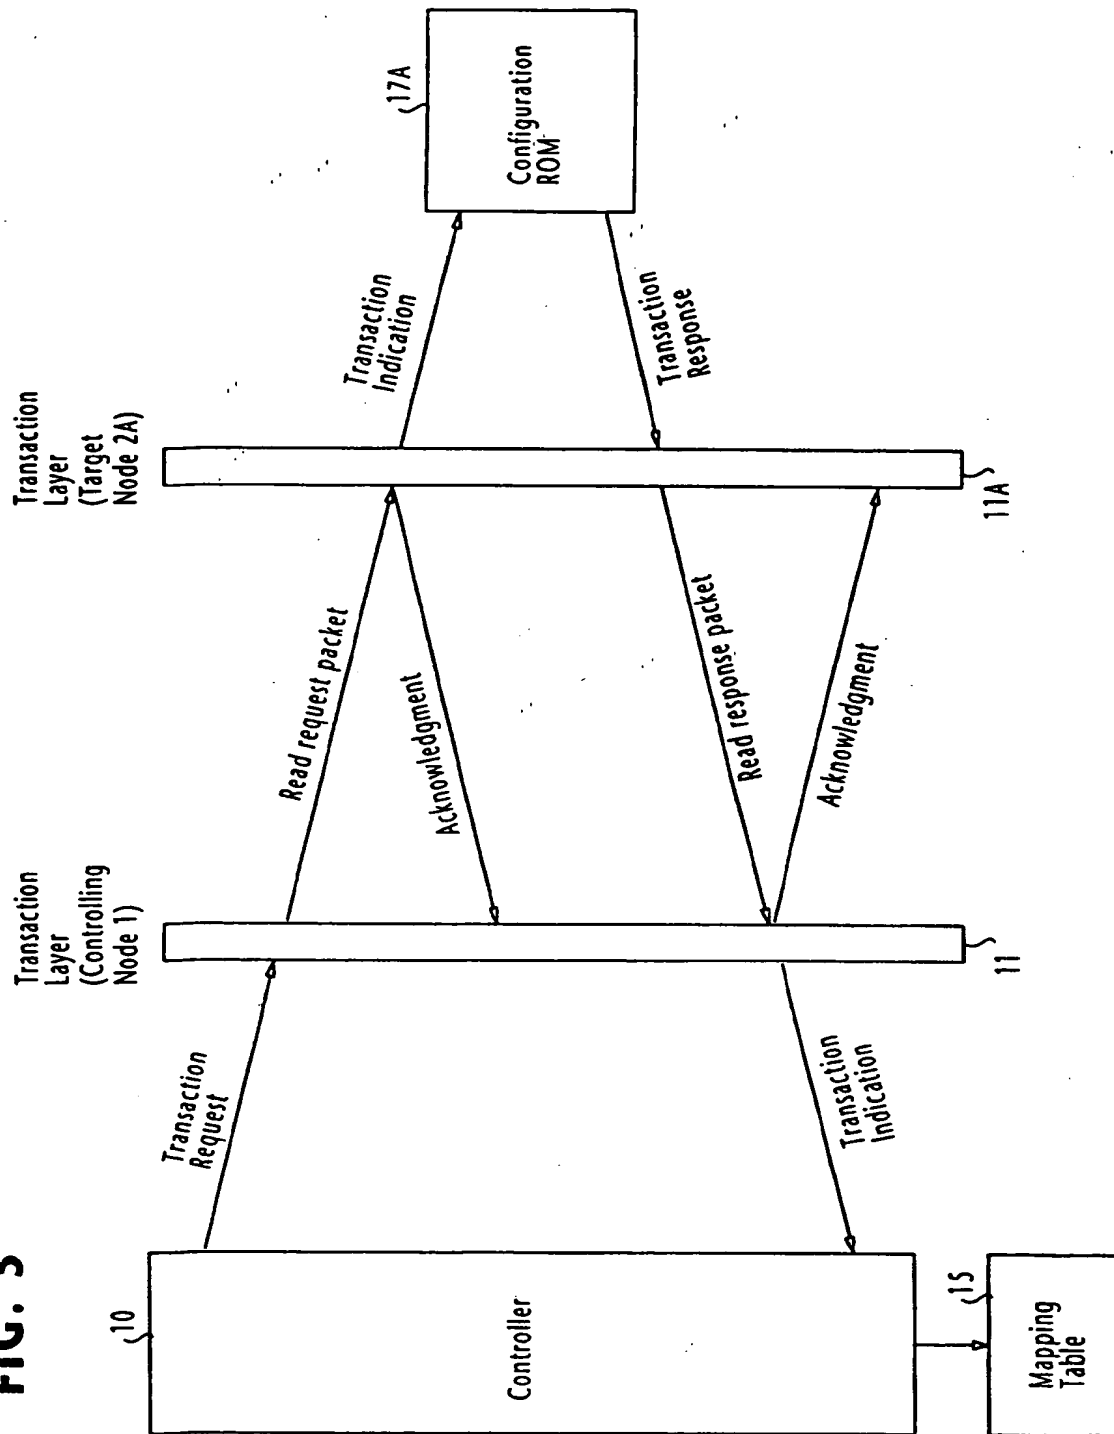 FIG. 3
Transaction
Layer
(Controlling
Node 1)
Transaction
Layer
(Target
Node 2A)
10
Controller
15
Mapping
Table
Transaction
Request
Read request packet
Acknowledgment
Transaction
Indication
17A
Configuration
ROM
Transaction
Response
Read response packet
Acknowledgment
Transaction
Indication
11
11A